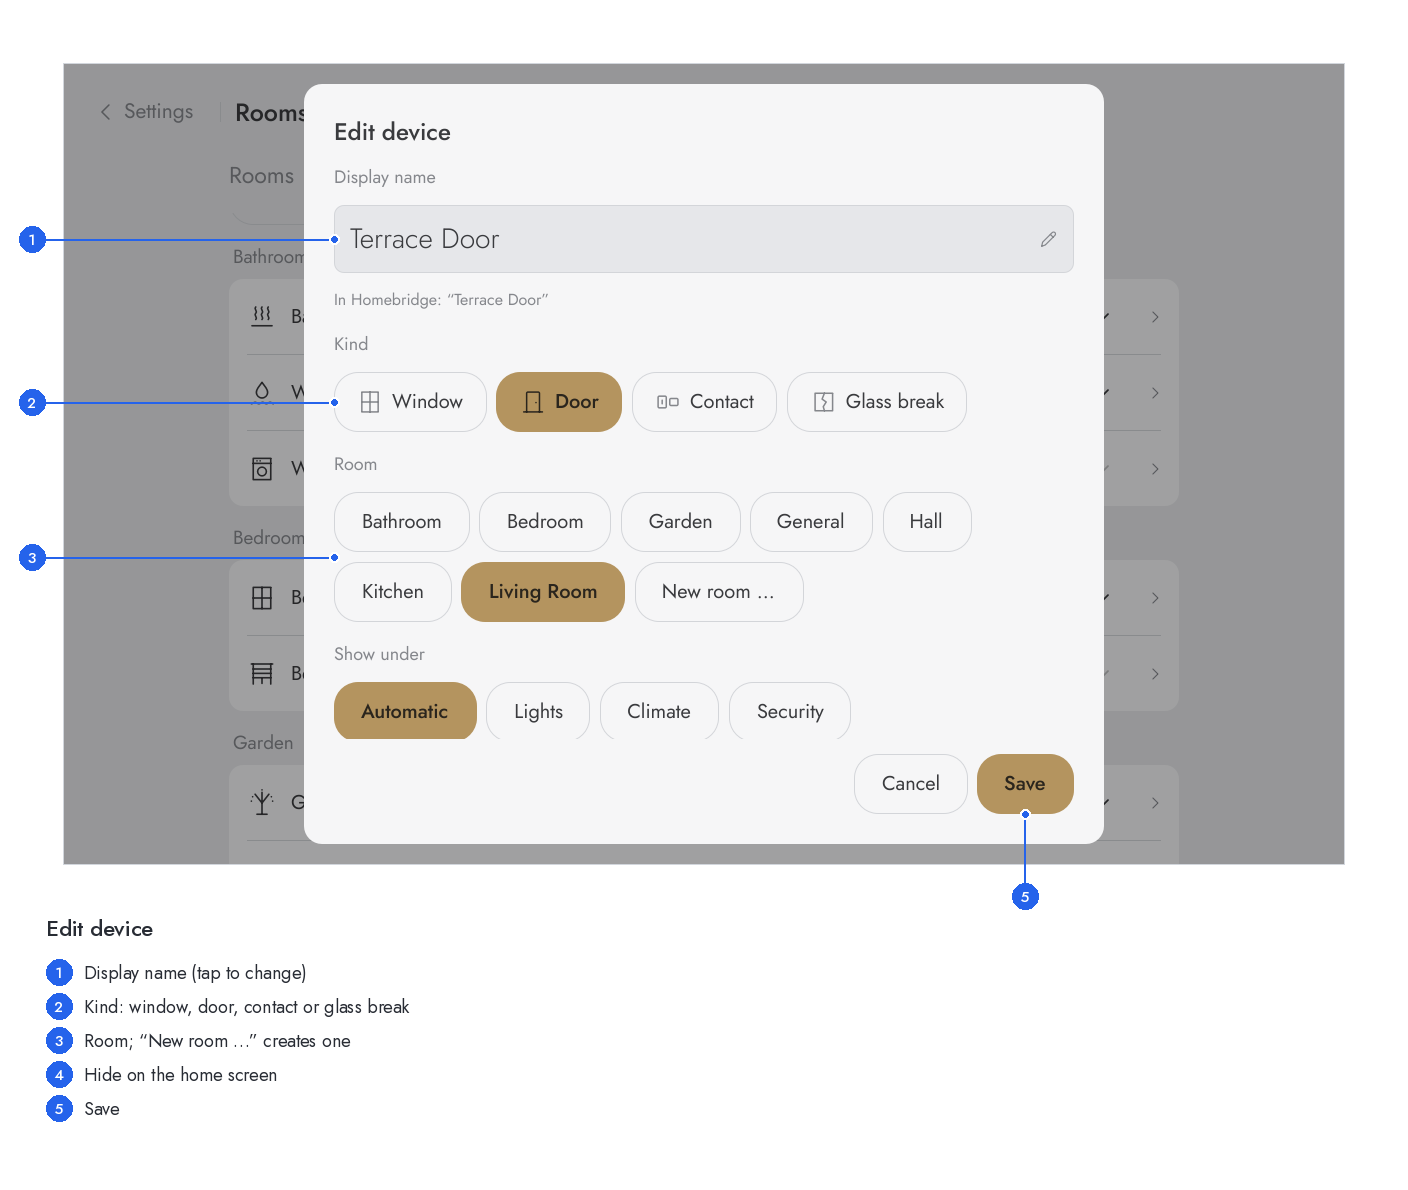 Settings
Rooms
Rooms
Edit device
Display name
1
Terrace Door
Bathroom
In Homebridge: “Terrace Door”
Kind
2
Window Door Contact Glass break
Room
Bathroom Bedroom Garden General Hall
Bedroom
3
Kitchen Living Room New room …
Show under
Automatic Lights Climate Security
Garden
Cancel Save
5
Edit device
1 Display name (tap to change)
2 Kind: window, door, contact or glass break
3 Room; “New room …” creates one
4 Hide on the home screen
5 Save